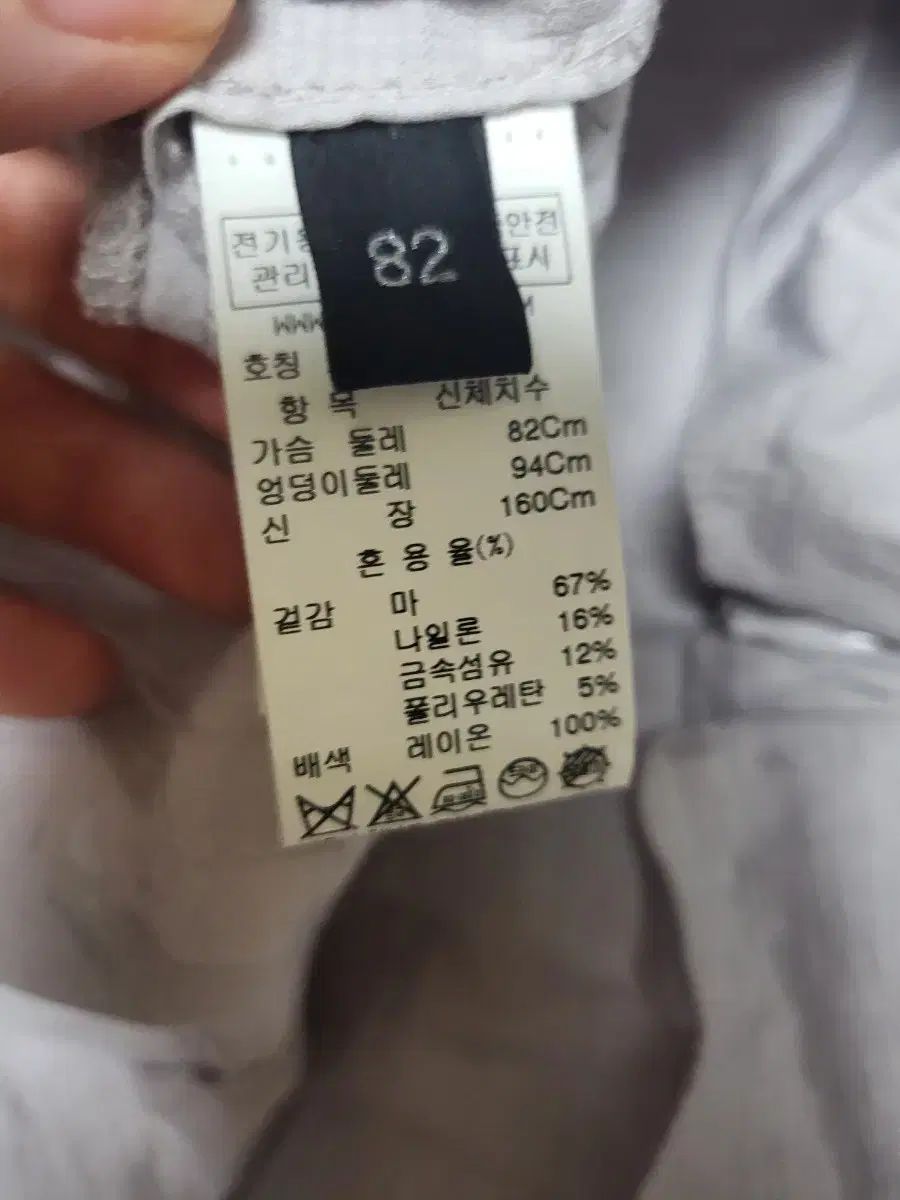 82
전기 안전
관리 표시
WWW
호칭
항 목 신체치수
가슴 둘레 82Cm
엉덩이둘레 94Cm
신 장 160Cm
혼 용 율(%)
겉감 마 67%
나일론 16%
금속섬유 12%
폴리우레탄 5%
배색 레이온 100%